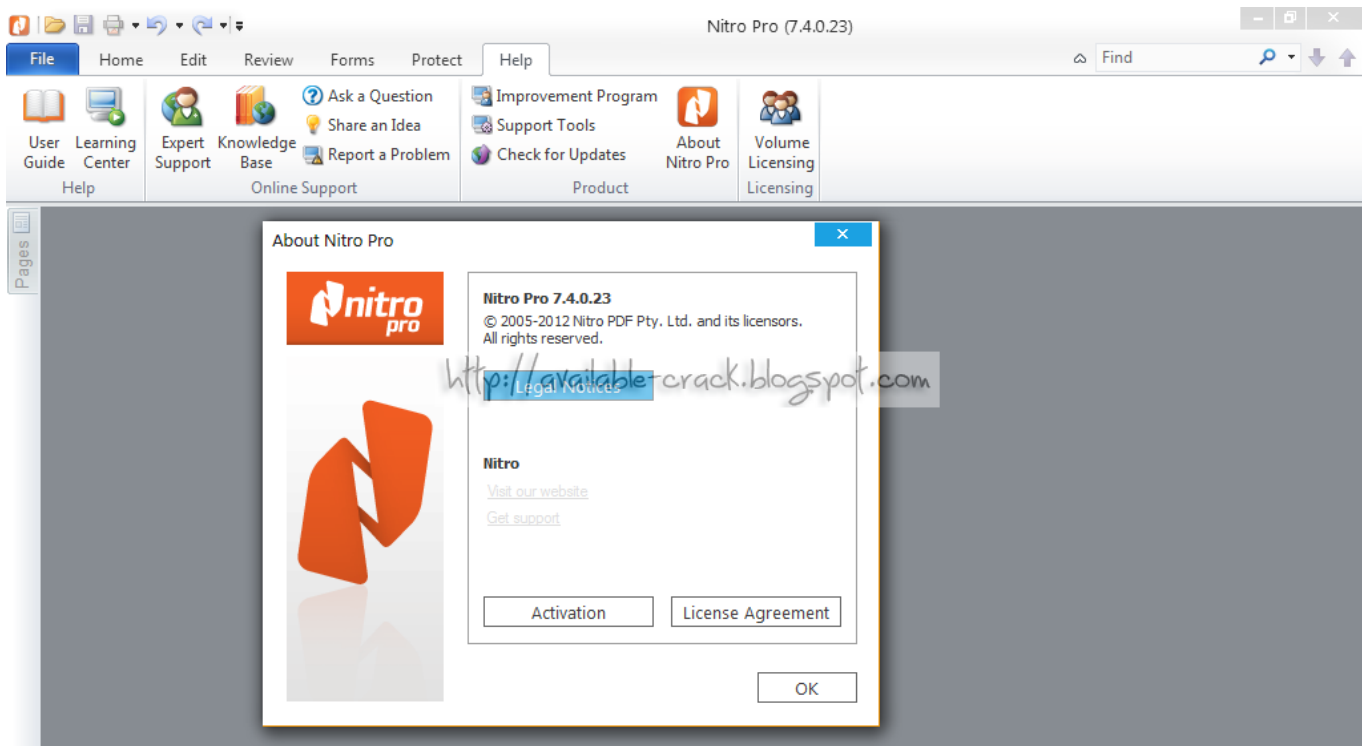 Nitro Pro (7.4.0.23)
File Home Edit Review Forms Protect Help Find
User Guide
Learning Center
Help
Expert Support
Knowledge Base
Ask a Question
Share an Idea
Report a Problem
Online Support
Improvement Program
Support Tools
Check for Updates
About Nitro Pro
Product
Volume Licensing
Licensing
Pages
About Nitro Pro
nitro
pro
Nitro Pro 7.4.0.23
© 2005-2012 Nitro PDF Pty. Ltd. and its licensors.
All rights reserved.
http://available-crack.blogspot.com
Legal Notices
Nitro
Visit our website
Get support
Activation
License Agreement
OK